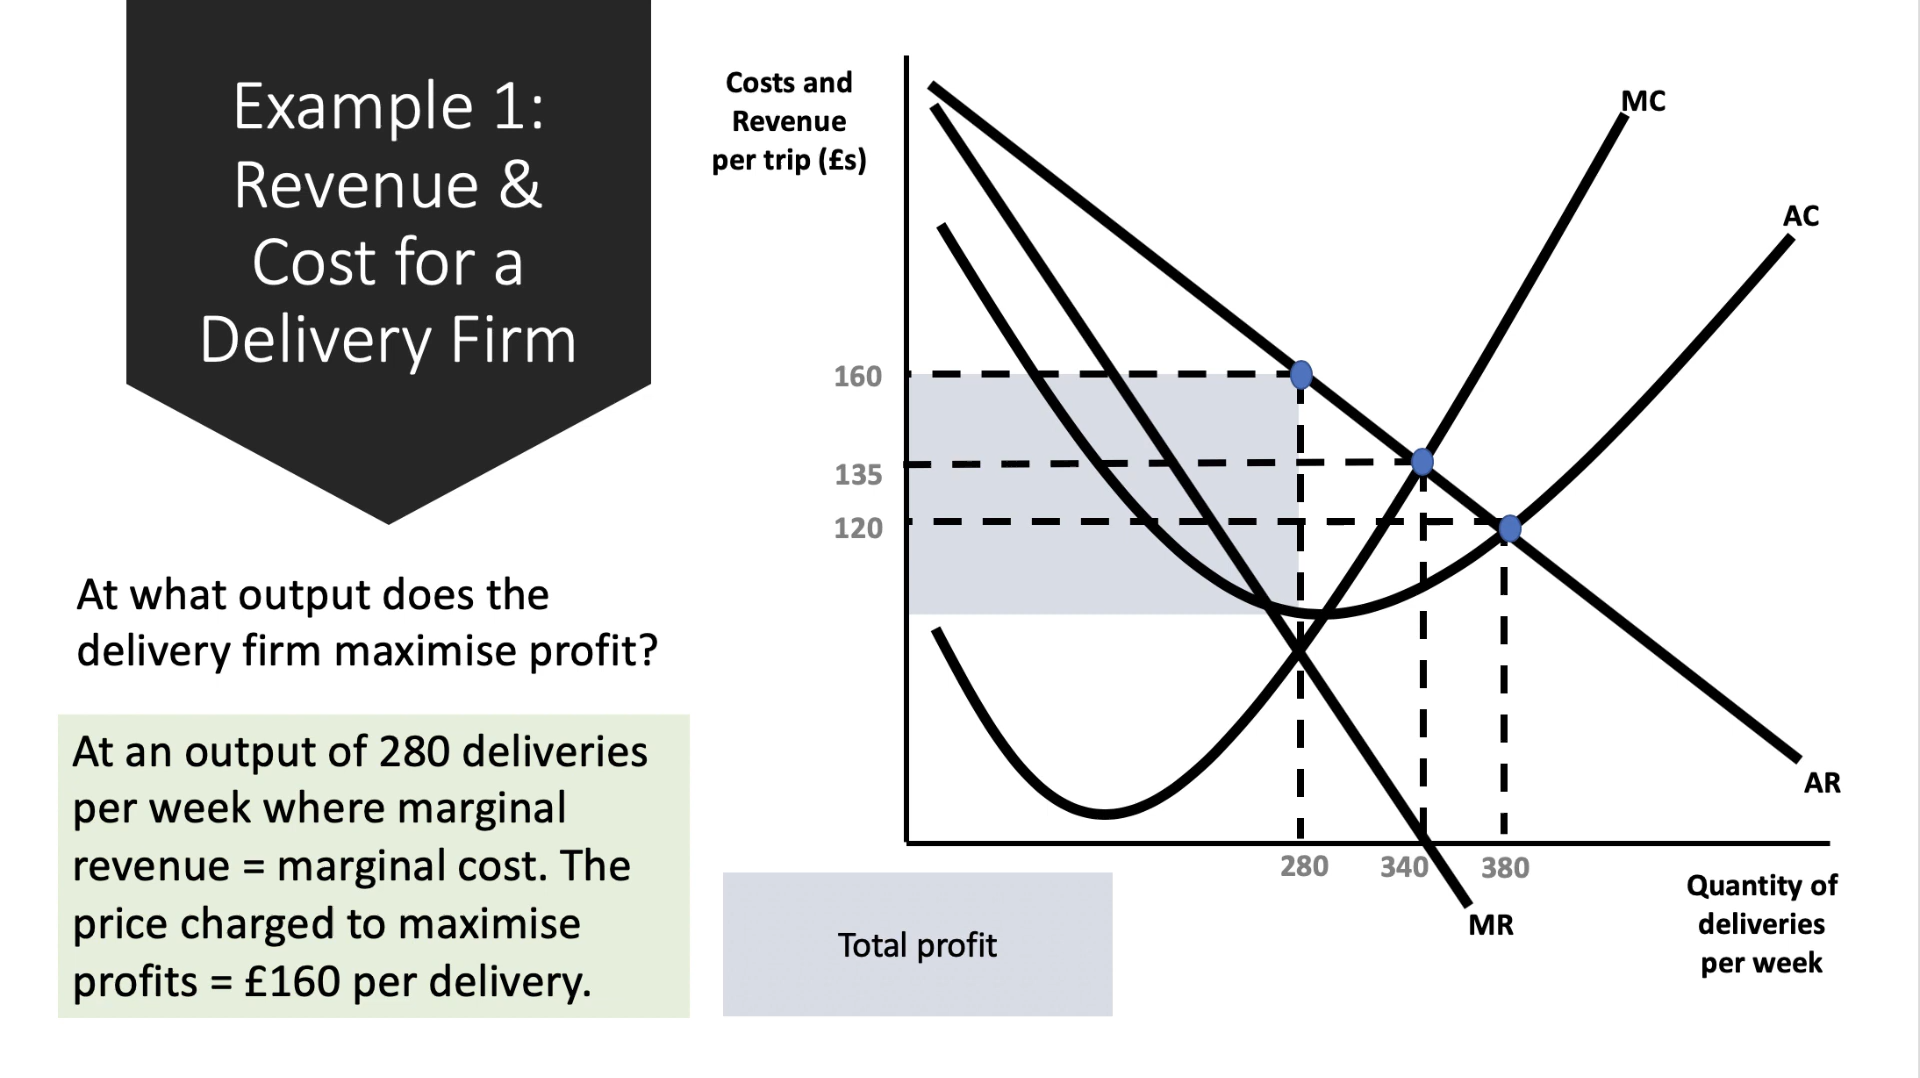 Example 1:
Revenue &
Cost for a
Delivery Firm
At what output does the
delivery firm maximise profit?
At an output of 280 deliveries
per week where marginal
revenue = marginal cost. The
price charged to maximise
profits = £160 per delivery.
Costs and
Revenue
per trip (£s)
MC
AC
160
135
120
AR
280 340 380
MR
Quantity of
deliveries
per week
Total profit